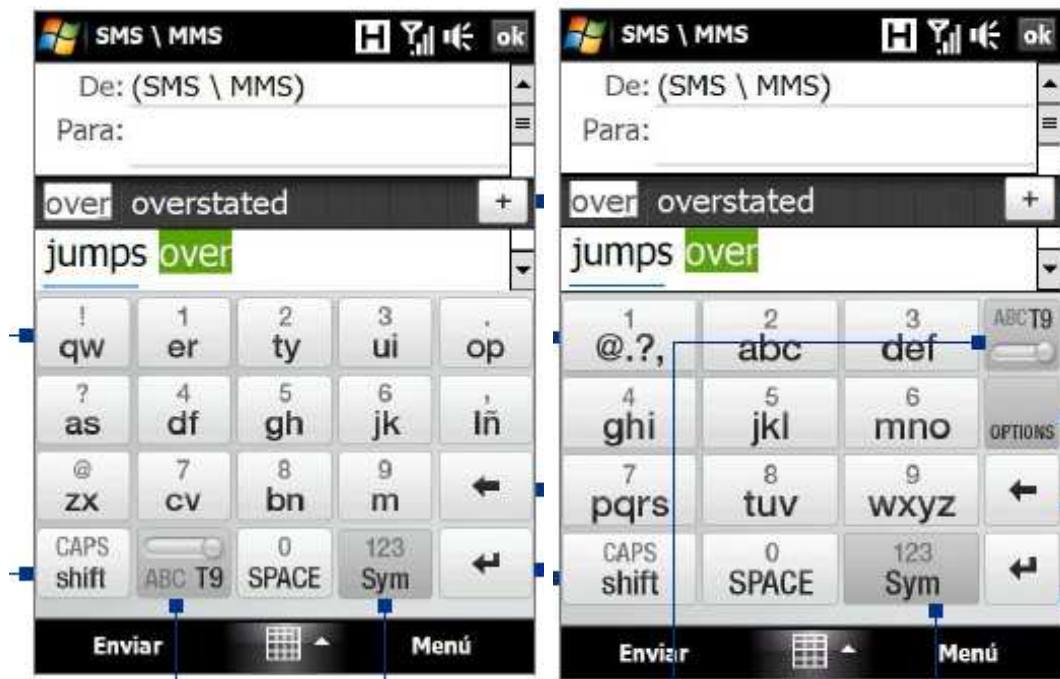 SMS \ MMS
H
ok
De: (SMS \ MMS)
Para:
over overstated +
jumps over
! 1 2 3 .
qw er ty ui op
? 4 5 6 ,
as df gh jk lñ
@ 7 8 9
zx cv bn m
CAPS 0 123
shift ABC T9 SPACE Sym
Enviar Menú
SMS \ MMS
H
ok
De: (SMS \ MMS)
Para:
over overstated +
jumps over
1 2 3 ABC T9
@.?, abc def
4 5 6
ghi jkl mno OPTIONS
7 8 9
pqrs tuv wxyz
CAPS 0 123
shift SPACE Sym
Enviar Menú